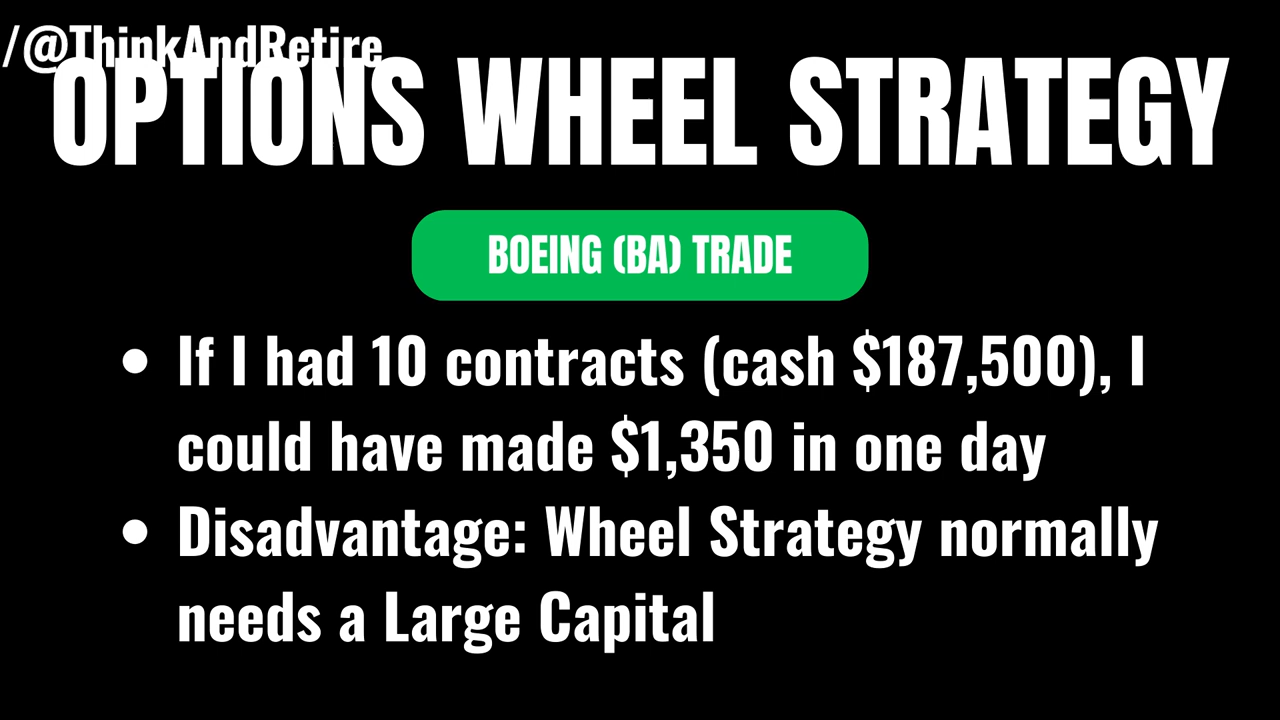 /@ThinkAndRetire
OPTIONS WHEEL STRATEGY
BOEING (BA) TRADE
• If I had 10 contracts (cash $187,500), I
could have made $1,350 in one day
• Disadvantage: Wheel Strategy normally
needs a Large Capital